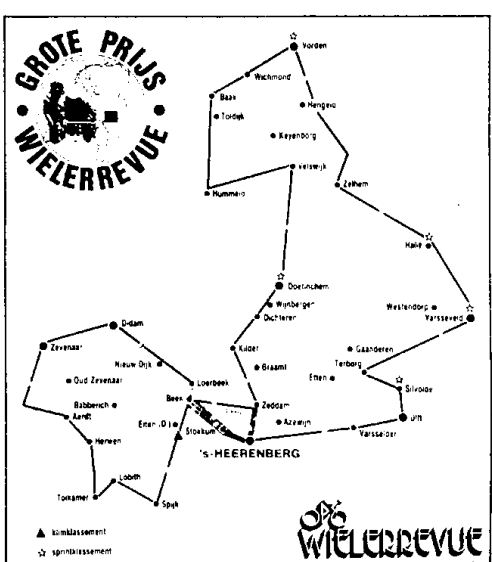 GROTE PRIJS
WIELERREVUE
Vorden
Wichmond
Baak
Hengelo
Toldijk
Keyenborg
Velswijk
Zelhem
Hummelo
Halle
Doetinchem
Wijnbergen
Dichteren
Westendorp
Varsseveld
Didam
Zevenaar
Kilder
Gaanderen
Nieuw Dijk
Braamt
Terborg
Etten
Oud Zevenaar
Loerbeek
Silvolde
Babberich
Beek
Zeddam
Aerdt
Stokkum
Azewijn
Ulft
Varsselder
Herwen
's-HEERENBERG
Lobith
Tolkamer
Spijk
klimklassement
sprintklassement
WIELERREVUE